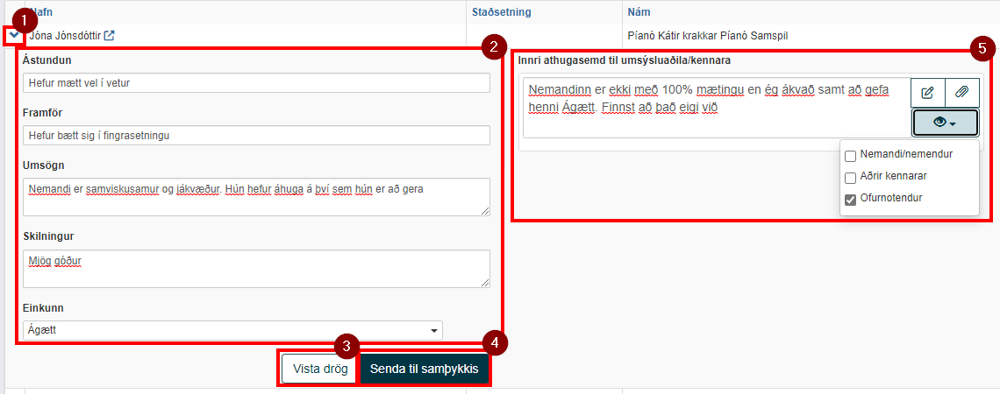 1
Nafn
Staðsetning
Nám
Jóna Jónsdóttir
Píanó Kátir krakkar Píanó Samspil
2
Ástundun
Hefur mætt vel í vetur
Framför
Hefur bætt sig í fingrasetningu
Umsögn
Nemandi er samviskusamur og jákvæður. Hún hefur áhuga á því sem hún er að gera
Skilningur
Mjög góður
Einkunn
Ágætt
3
Vista drög
4
Senda til samþykkis
5
Innri athugasemd til umsýsluaðila/kennara
Nemandinn er ekki með 100% mætingu en ég ákvað samt að gefa
henni Ágætt. Finnst að það eigi við
Nemandi/nemendur
Aðrir kennarar
Ofurnotendur